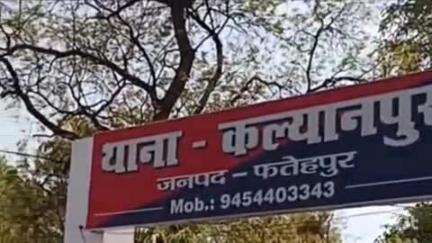 थाना - कल्यानपुर
जनपद - फतेहपुर
Mob.: 9454403343